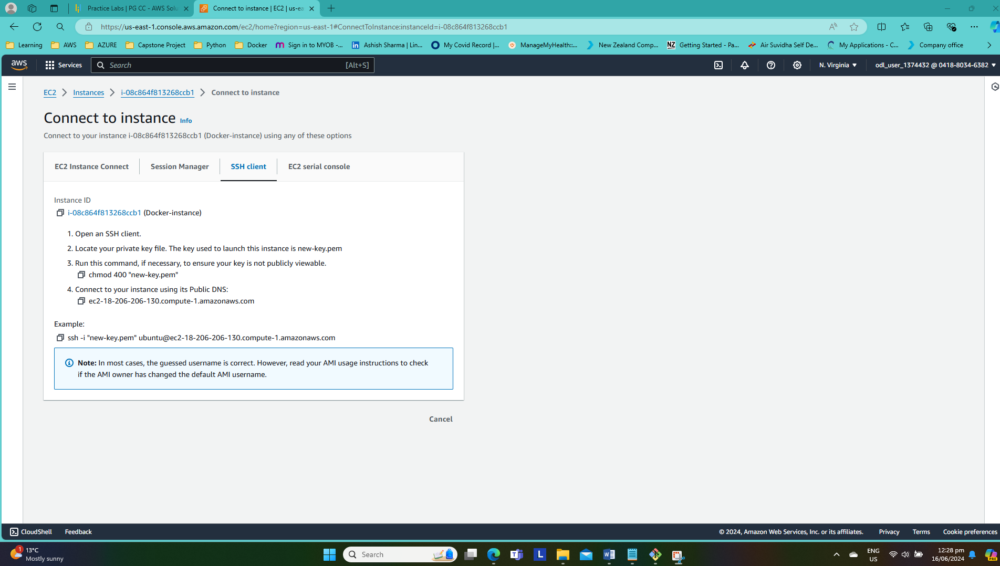 Practice Labs | PG CC - AWS Solu
Connect to instance | EC2 | us-ea
https://us-east-1.console.aws.amazon.com/ec2/home?region=us-east-1#ConnectToInstance:instanceId=i-08c864f813268ccb1
Learning AWS AZURE Capstone Project Python Docker Sign in to MYOB -... Ashish Sharma | Lin... My Covid Record |... ManageMyHealth::... New Zealand Comp... NZ Getting Started - Pa... Air Suvidha Self De... My Applications - C... Company office
aws Services Search [Alt+S] N. Virginia odl_user_1374432 @ 0418-8034-6382
EC2 Instances i-08c864f813268ccb1 Connect to instance
Connect to instance Info
Connect to your instance i-08c864f813268ccb1 (Docker-instance) using any of these options
EC2 Instance Connect Session Manager SSH client EC2 serial console
Instance ID
i-08c864f813268ccb1 (Docker-instance)
1. Open an SSH client.
2. Locate your private key file. The key used to launch this instance is new-key.pem
3. Run this command, if necessary, to ensure your key is not publicly viewable.
chmod 400 "new-key.pem"
4. Connect to your instance using its Public DNS:
ec2-18-206-206-130.compute-1.amazonaws.com
Example:
ssh -i "new-key.pem" ubuntu@ec2-18-206-206-130.compute-1.amazonaws.com
Note: In most cases, the guessed username is correct. However, read your AMI usage instructions to check
if the AMI owner has changed the default AMI username.
Cancel
CloudShell Feedback © 2024, Amazon Web Services, Inc. or its affiliates. Privacy Terms Cookie preferences
1
13°C
Mostly sunny
Search
L
ENG
US
12:28 pm
16/06/2024
PRE